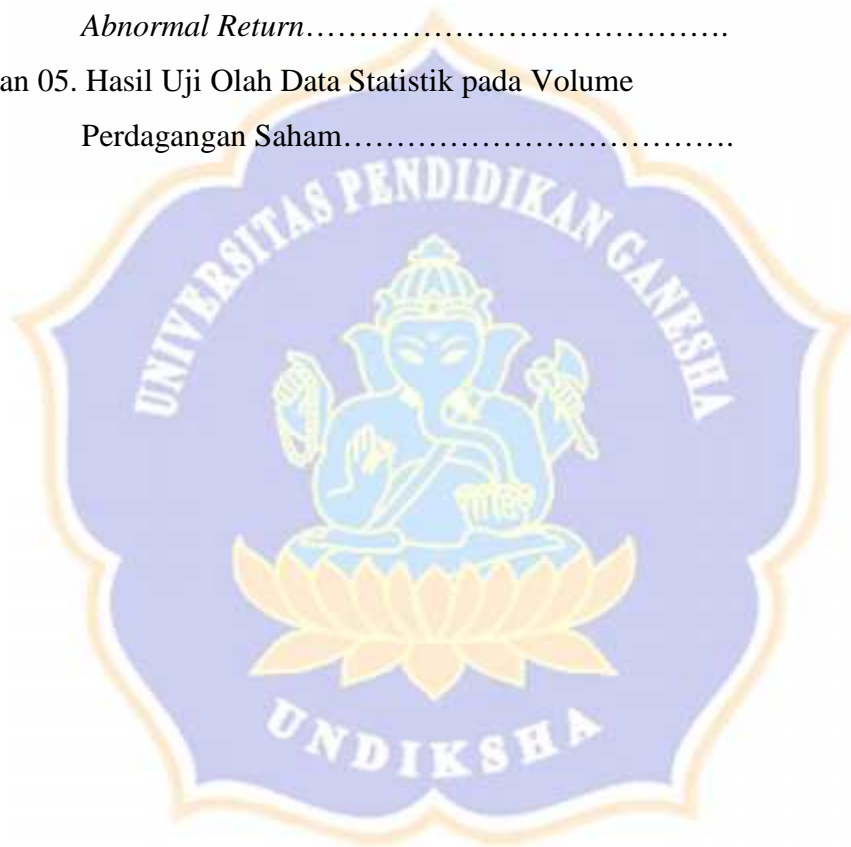 Abnormal Return………………………………….
an 05. Hasil Uji Olah Data Statistik pada Volume
Perdagangan Saham……………………………….
UNIVERSITAS PENDIDIKAN GANESHA
UNDIKSHA